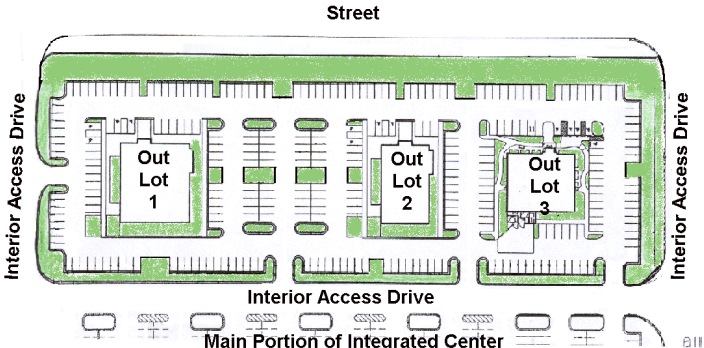 Street
Interior Access Drive
Out
Lot
1
Out
Lot
2
Out
Lot
3
Interior Access Drive
Interior Access Drive
Main Portion of Integrated Center